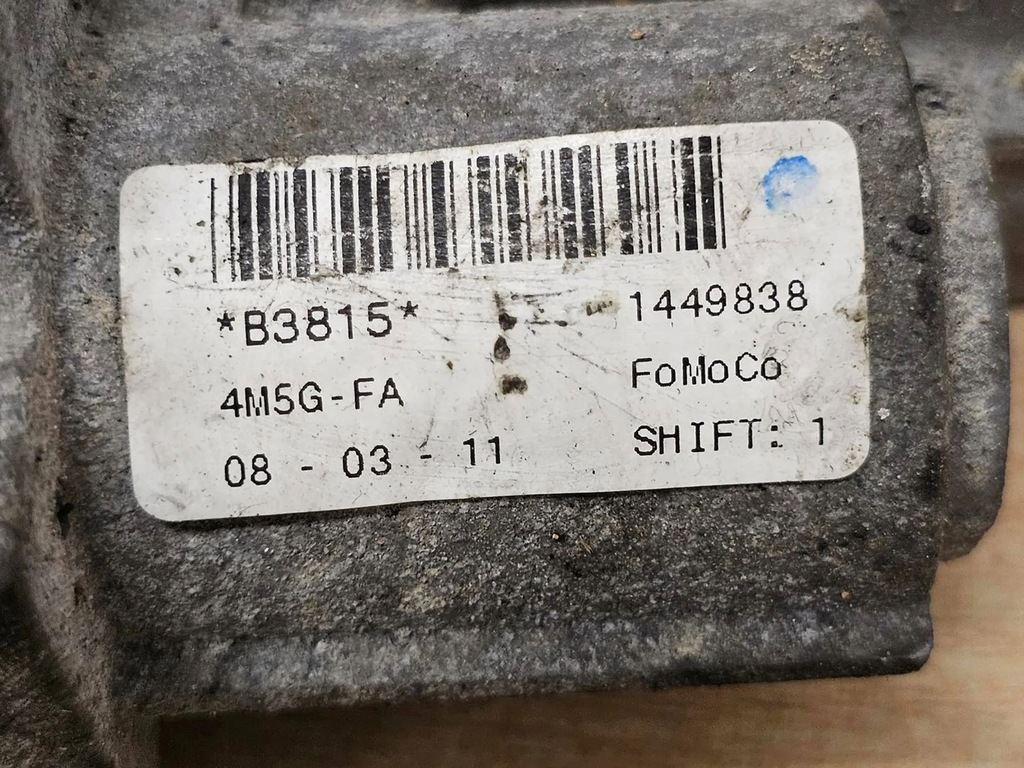 *B3815*
1449838
4M5G-FA
FoMoCo
08 - 03 - 11
SHIFT: 1